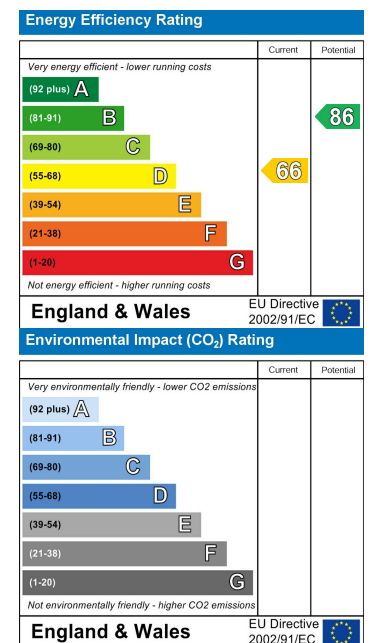 Energy Efficiency Rating
Current Potential
Very energy efficient - lower running costs
(92 plus) A
(81-91) B
(69-80) C
(55-68) D
(39-54) E
(21-38) F
(1-20) G
66
86
Not energy efficient - higher running costs
England & Wales
EU Directive
2002/91/EC
Environmental Impact (CO₂) Rating
Current Potential
Very environmentally friendly - lower CO2 emissions
(92 plus) A
(81-91) B
(69-80) C
(55-68) D
(39-54) E
(21-38) F
(1-20) G
Not environmentally friendly - higher CO2 emissions
England & Wales
EU Directive
2002/91/EC